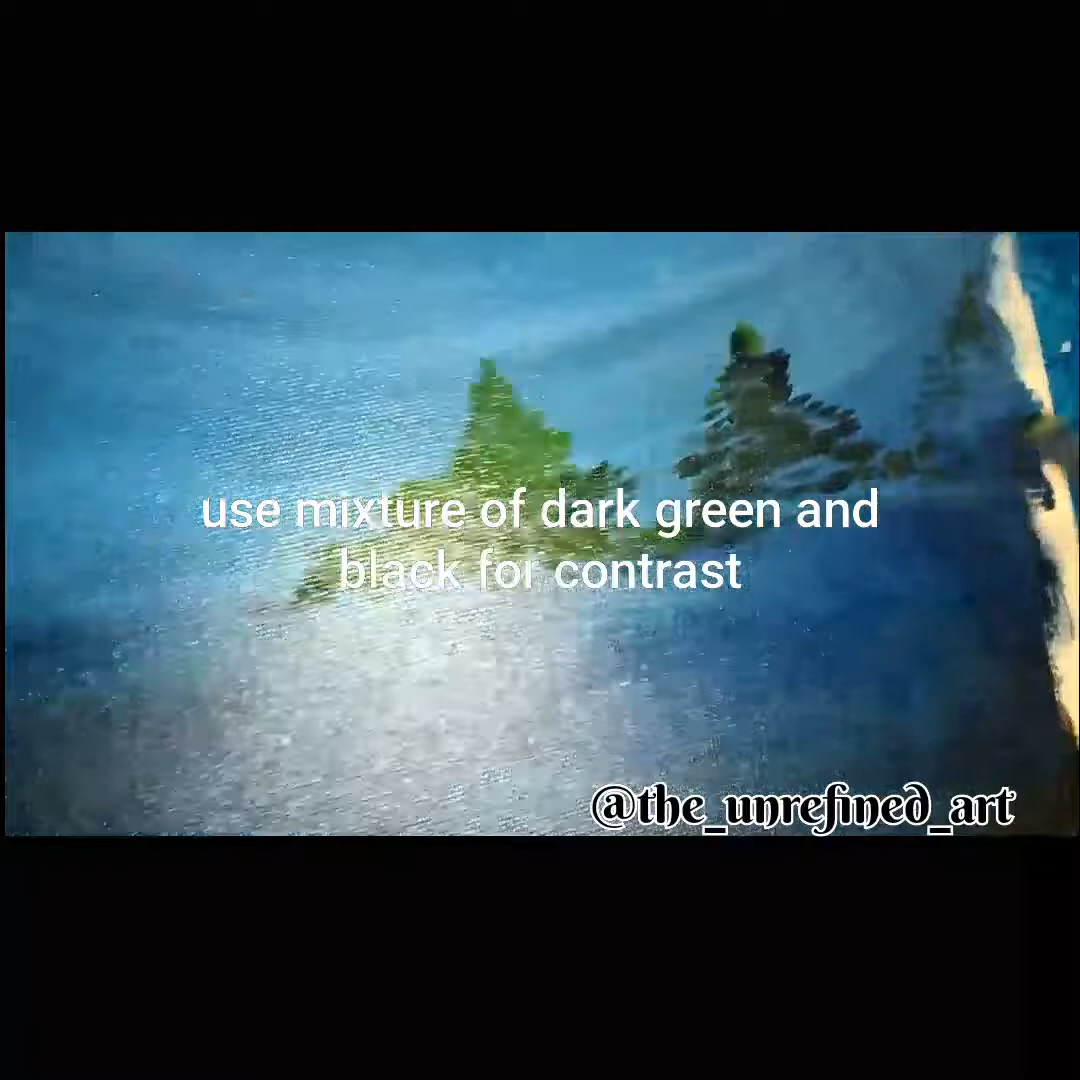 use mixture of dark green and
black for contrast
@the_unrefined_art